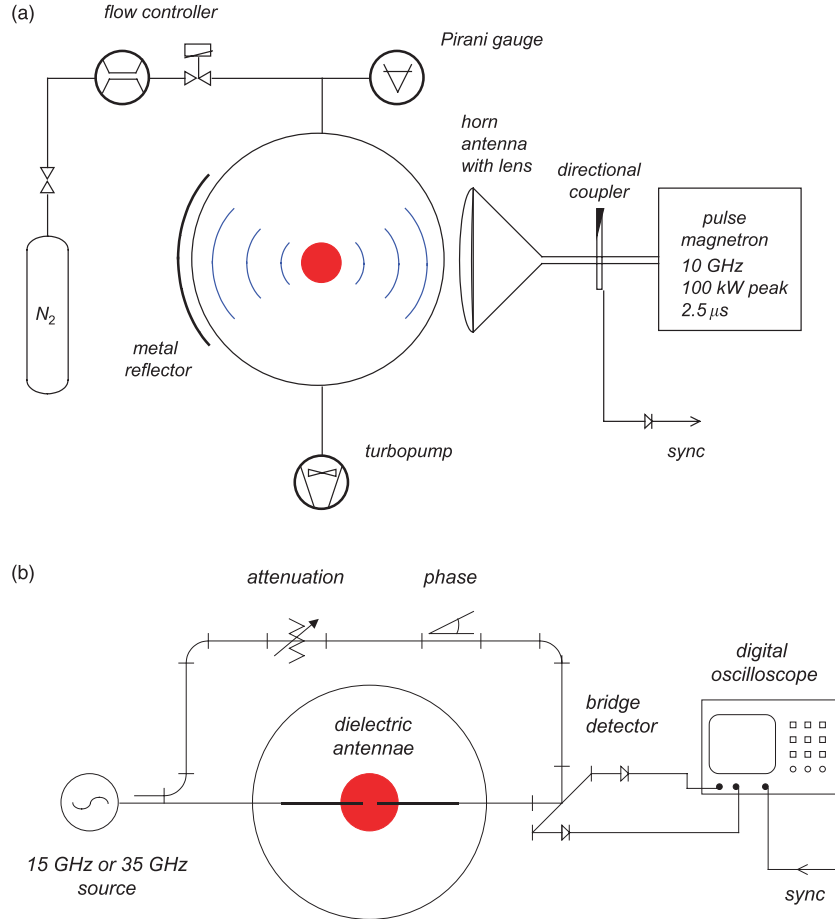 (a)
flow controller
Pirani gauge
horn
antenna
with lens
directional
coupler
pulse
magnetron
10 GHz
100 kW peak
2.5 μs
N₂
metal
reflector
turbopump
sync
(b)
attenuation
phase
digital
oscilloscope
bridge
detector
dielectric
antennae
15 GHz or 35 GHz
source
sync